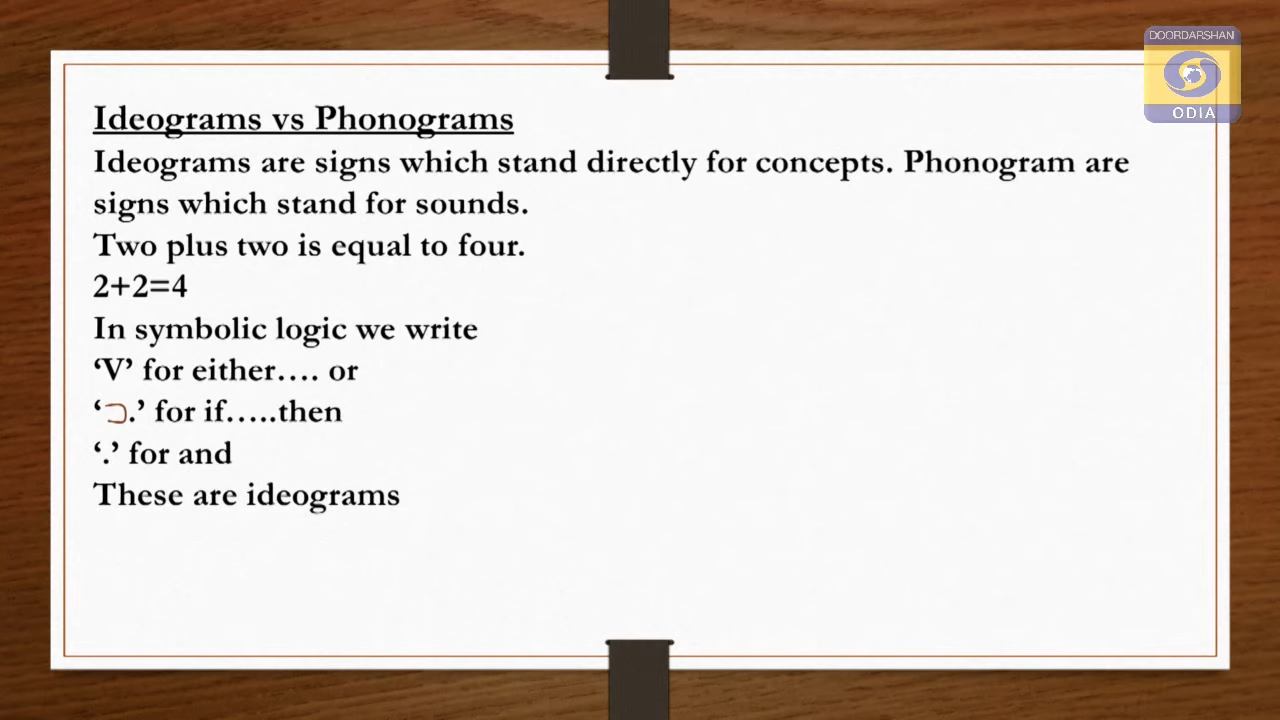 DOORDARSHAN
ODIA
Ideograms vs Phonograms
Ideograms are signs which stand directly for concepts. Phonogram are
signs which stand for sounds.
Two plus two is equal to four.
2+2=4
In symbolic logic we write
‘V’ for either…. or
‘⊃.’ for if…..then
‘.’ for and
These are ideograms